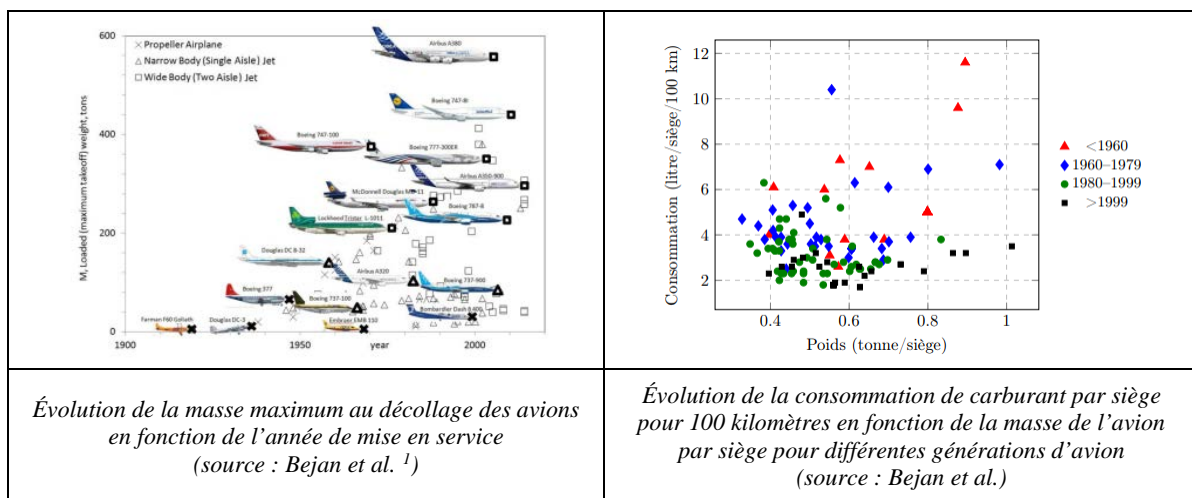 600
× Propeller Airplane
△ Narrow Body (Single Aisle) Jet
□ Wide Body (Two Aisle) Jet
Airbus A380
Boeing 747-8I
400
Boeing 747-100
Boeing 777-300ER
Airbus A350-900
McDonnell Douglas MD-11
Boeing 787-8
200
Lockheed Tristar L-1011
Douglas DC 8-32
Airbus A320
Boeing 737-900
Boeing 377
Boeing 737-100
Bombardier Dash 8
Farman F60 Goliath
Douglas DC-3
0
1900
1950
year
2000
M, Loaded (maximum takeoff) weight, tons
12
10
8
6
4
2
0.4
0.6
0.8
1
Poids (tonne/siège)
Consommation (litre/siège/100 km)
<1960
1960–1979
1980–1999
>1999
Évolution de la masse maximum au décollage des avions
en fonction de l’année de mise en service
(source : Bejan et al. ¹)
Évolution de la consommation de carburant par siège
pour 100 kilomètres en fonction de la masse de l’avion
par siège pour différentes générations d’avion
(source : Bejan et al.)